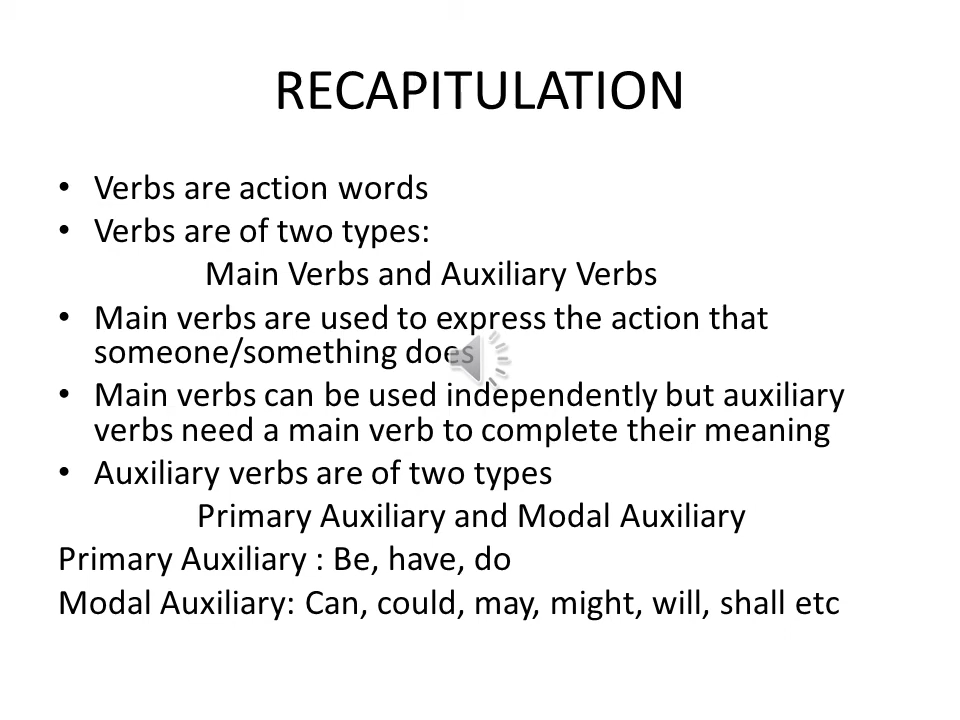 RECAPITULATION
• Verbs are action words
• Verbs are of two types:
Main Verbs and Auxiliary Verbs
• Main verbs are used to express the action that
someone/something does
• Main verbs can be used independently but auxiliary
verbs need a main verb to complete their meaning
• Auxiliary verbs are of two types
Primary Auxiliary and Modal Auxiliary
Primary Auxiliary : Be, have, do
Modal Auxiliary: Can, could, may, might, will, shall etc